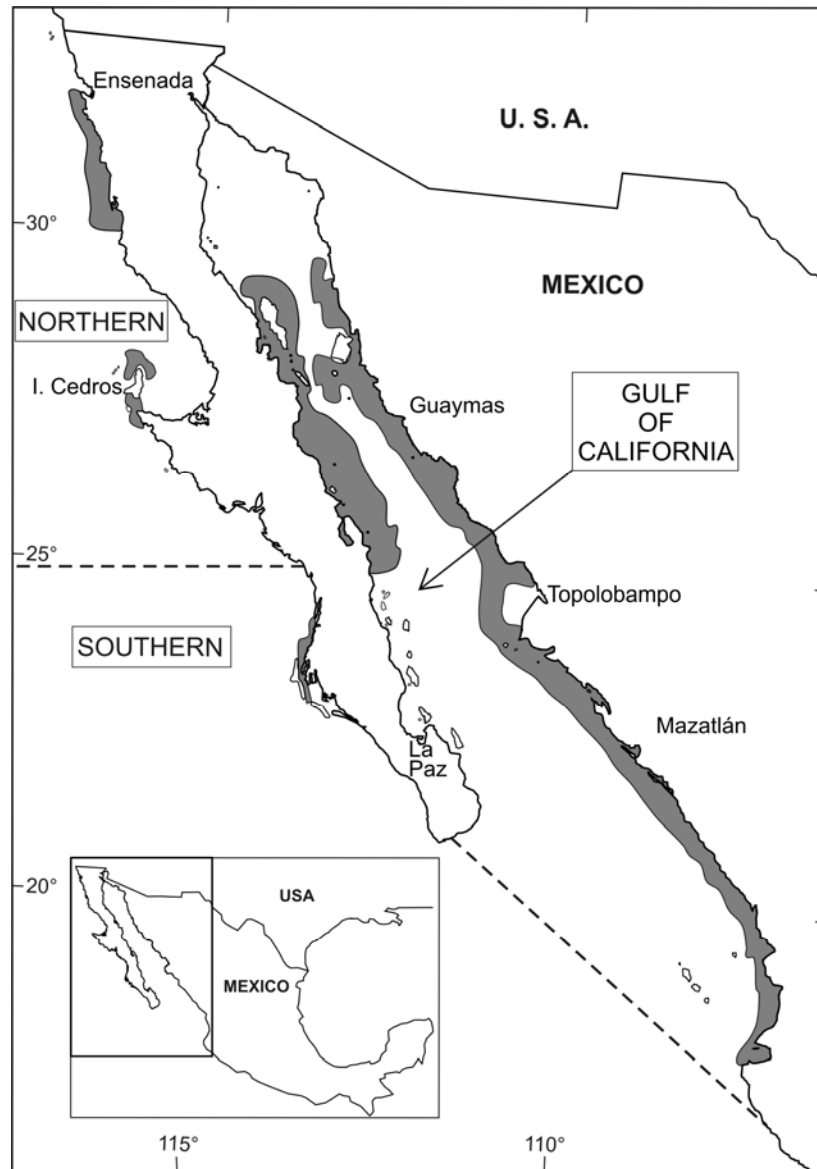 Ensenada
U. S. A.
30°
MEXICO
NORTHERN
I. Cedros
Guaymas
GULF
OF
CALIFORNIA
25°
Topolobampo
SOUTHERN
Mazatlán
La
Paz
20°
USA
MEXICO
115°
110°